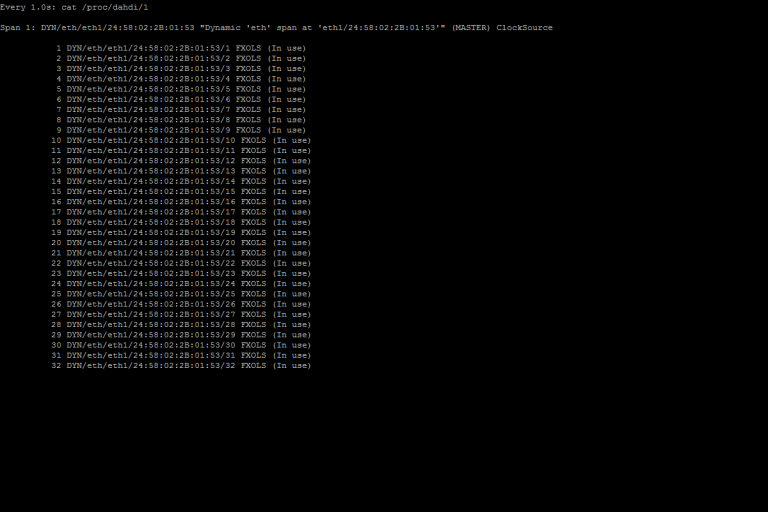 Every 1.0s: cat /proc/dahdi/1
Span 1: DYN/eth/eth1/24:58:02:2B:01:53 "Dynamic 'eth' span at 'eth1/24:58:02:2B:01:53'" (MASTER) ClockSource
1 DYN/eth/eth1/24:58:02:2B:01:53/1 FXOLS (In use)
2 DYN/eth/eth1/24:58:02:2B:01:53/2 FXOLS (In use)
3 DYN/eth/eth1/24:58:02:2B:01:53/3 FXOLS (In use)
4 DYN/eth/eth1/24:58:02:2B:01:53/4 FXOLS (In use)
5 DYN/eth/eth1/24:58:02:2B:01:53/5 FXOLS (In use)
6 DYN/eth/eth1/24:58:02:2B:01:53/6 FXOLS (In use)
7 DYN/eth/eth1/24:58:02:2B:01:53/7 FXOLS (In use)
8 DYN/eth/eth1/24:58:02:2B:01:53/8 FXOLS (In use)
9 DYN/eth/eth1/24:58:02:2B:01:53/9 FXOLS (In use)
10 DYN/eth/eth1/24:58:02:2B:01:53/10 FXOLS (In use)
11 DYN/eth/eth1/24:58:02:2B:01:53/11 FXOLS (In use)
12 DYN/eth/eth1/24:58:02:2B:01:53/12 FXOLS (In use)
13 DYN/eth/eth1/24:58:02:2B:01:53/13 FXOLS (In use)
14 DYN/eth/eth1/24:58:02:2B:01:53/14 FXOLS (In use)
15 DYN/eth/eth1/24:58:02:2B:01:53/15 FXOLS (In use)
16 DYN/eth/eth1/24:58:02:2B:01:53/16 FXOLS (In use)
17 DYN/eth/eth1/24:58:02:2B:01:53/17 FXOLS (In use)
18 DYN/eth/eth1/24:58:02:2B:01:53/18 FXOLS (In use)
19 DYN/eth/eth1/24:58:02:2B:01:53/19 FXOLS (In use)
20 DYN/eth/eth1/24:58:02:2B:01:53/20 FXOLS (In use)
21 DYN/eth/eth1/24:58:02:2B:01:53/21 FXOLS (In use)
22 DYN/eth/eth1/24:58:02:2B:01:53/22 FXOLS (In use)
23 DYN/eth/eth1/24:58:02:2B:01:53/23 FXOLS (In use)
24 DYN/eth/eth1/24:58:02:2B:01:53/24 FXOLS (In use)
25 DYN/eth/eth1/24:58:02:2B:01:53/25 FXOLS (In use)
26 DYN/eth/eth1/24:58:02:2B:01:53/26 FXOLS (In use)
27 DYN/eth/eth1/24:58:02:2B:01:53/27 FXOLS (In use)
28 DYN/eth/eth1/24:58:02:2B:01:53/28 FXOLS (In use)
29 DYN/eth/eth1/24:58:02:2B:01:53/29 FXOLS (In use)
30 DYN/eth/eth1/24:58:02:2B:01:53/30 FXOLS (In use)
31 DYN/eth/eth1/24:58:02:2B:01:53/31 FXOLS (In use)
32 DYN/eth/eth1/24:58:02:2B:01:53/32 FXOLS (In use)